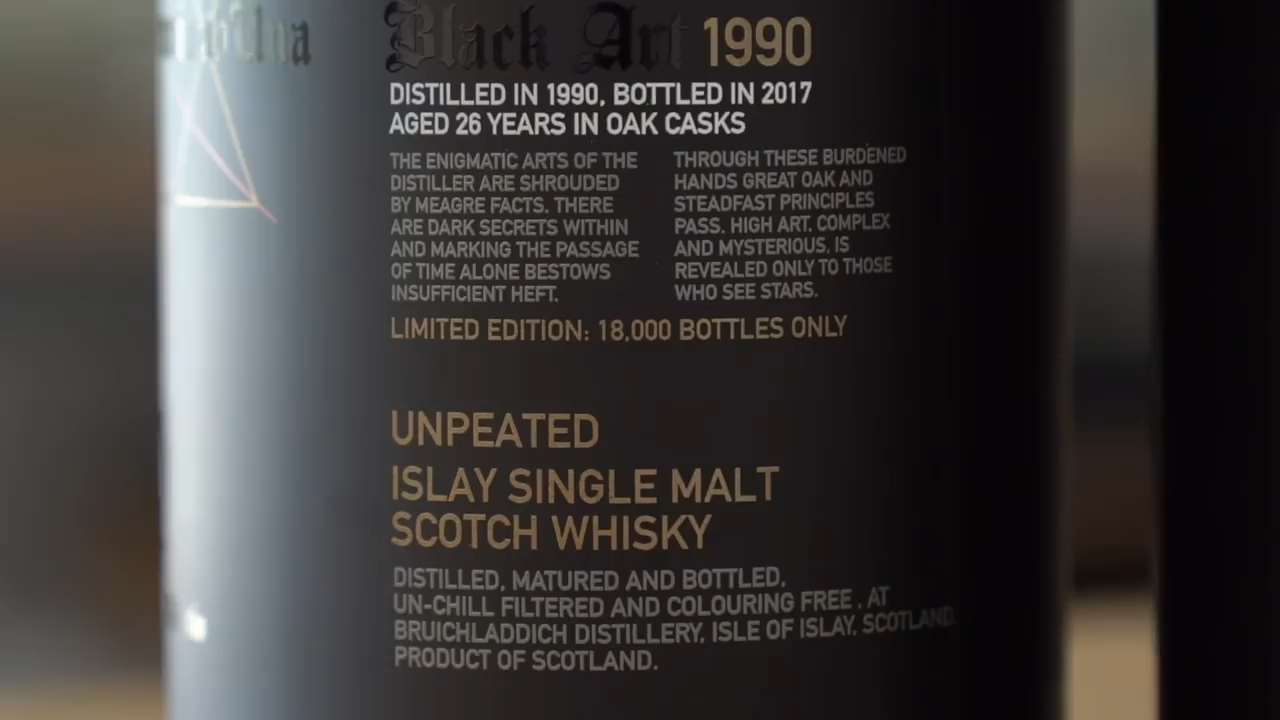 Black Art 1990
DISTILLED IN 1990, BOTTLED IN 2017
AGED 26 YEARS IN OAK CASKS
THE ENIGMATIC ARTS OF THE
DISTILLER ARE SHROUDED
BY MEAGRE FACTS. THERE
ARE DARK SECRETS WITHIN
AND MARKING THE PASSAGE
OF TIME ALONE BESTOWS
INSUFFICIENT HEFT.
THROUGH THESE BURDENED
HANDS GREAT OAK AND
STEADFAST PRINCIPLES
PASS. HIGH ART, COMPLEX
AND MYSTERIOUS, IS
REVEALED ONLY TO THOSE
WHO SEE STARS.
LIMITED EDITION: 18,000 BOTTLES ONLY
UNPEATED
ISLAY SINGLE MALT
SCOTCH WHISKY
DISTILLED, MATURED AND BOTTLED,
UN-CHILL FILTERED AND COLOURING FREE , AT
BRUICHLADDICH DISTILLERY, ISLE OF ISLAY, SCOTLAND.
PRODUCT OF SCOTLAND.